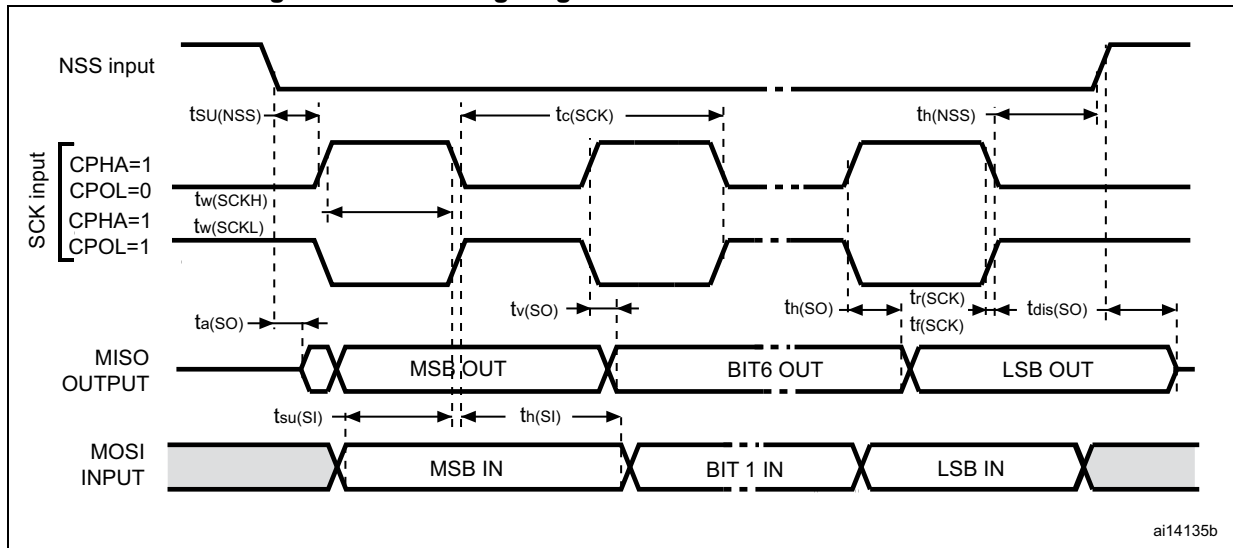 NSS input
tSU(NSS)
tc(SCK)
th(NSS)
SCK input
CPHA=1
CPOL=0
tw(SCKH)
CPHA=1
tw(SCKL)
CPOL=1
ta(SO)
tv(SO)
th(SO)
tr(SCK)
tf(SCK)
tdis(SO)
MISO
OUTPUT
MSB OUT
BIT6 OUT
LSB OUT
tsu(SI)
th(SI)
MOSI
INPUT
MSB IN
BIT 1 IN
LSB IN
ai14135b